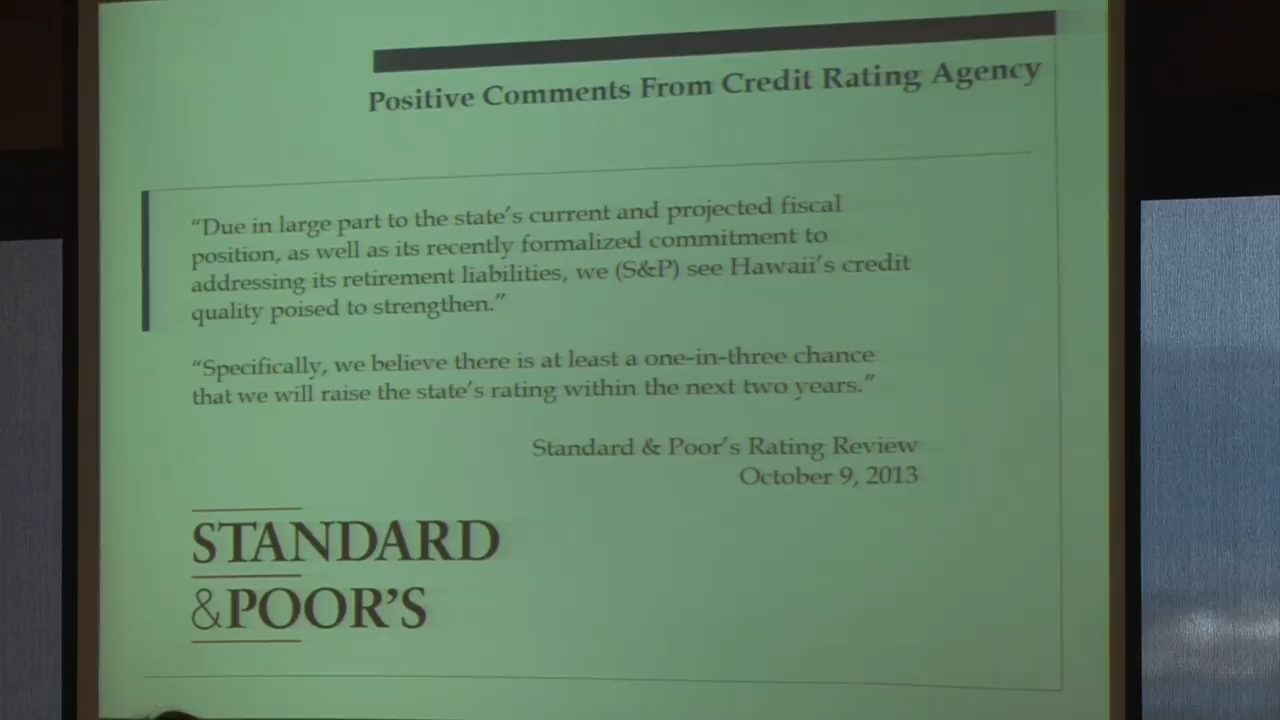 Positive Comments From Credit Rating Agency
“Due in large part to the state’s current and projected fiscal
position, as well as its recently formalized commitment to
addressing its retirement liabilities, we (S&P) see Hawaii’s credit
quality poised to strengthen.”
“Specifically, we believe there is at least a one-in-three chance
that we will raise the state’s rating within the next two years.”
Standard & Poor’s Rating Review
October 9, 2013
STANDARD
&POOR’S